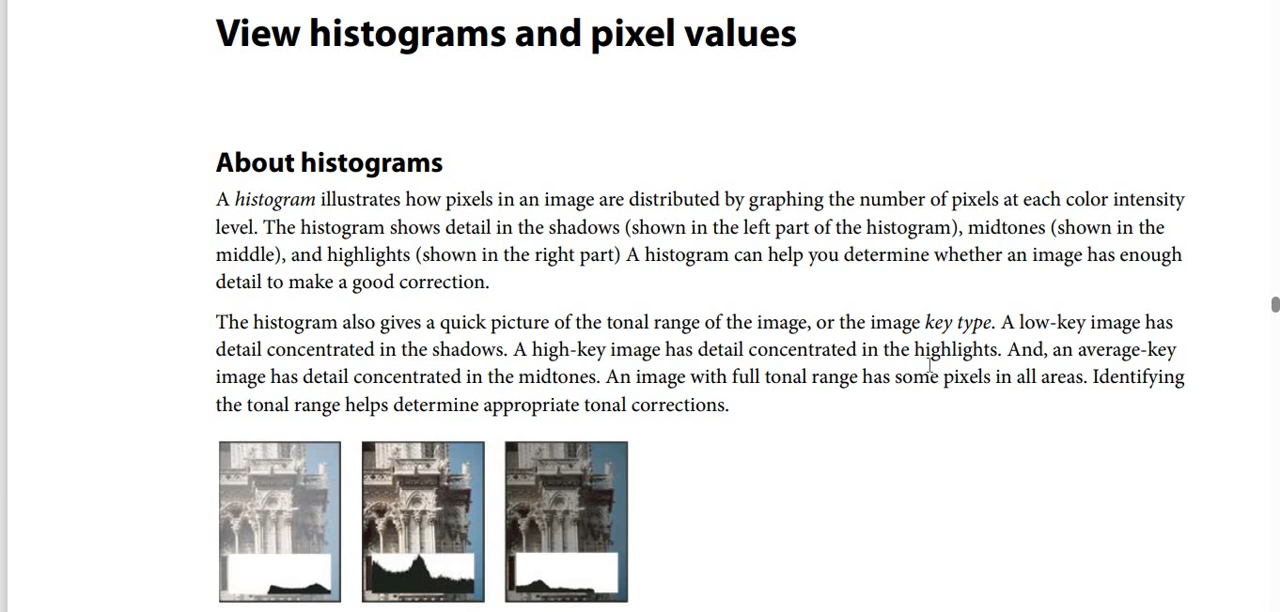 View histograms and pixel values
About histograms
A histogram illustrates how pixels in an image are distributed by graphing the number of pixels at each color intensity
level. The histogram shows detail in the shadows (shown in the left part of the histogram), midtones (shown in the
middle), and highlights (shown in the right part) A histogram can help you determine whether an image has enough
detail to make a good correction.
The histogram also gives a quick picture of the tonal range of the image, or the image key type. A low-key image has
detail concentrated in the shadows. A high-key image has detail concentrated in the highlights. And, an average-key
image has detail concentrated in the midtones. An image with full tonal range has some pixels in all areas. Identifying
the tonal range helps determine appropriate tonal corrections.